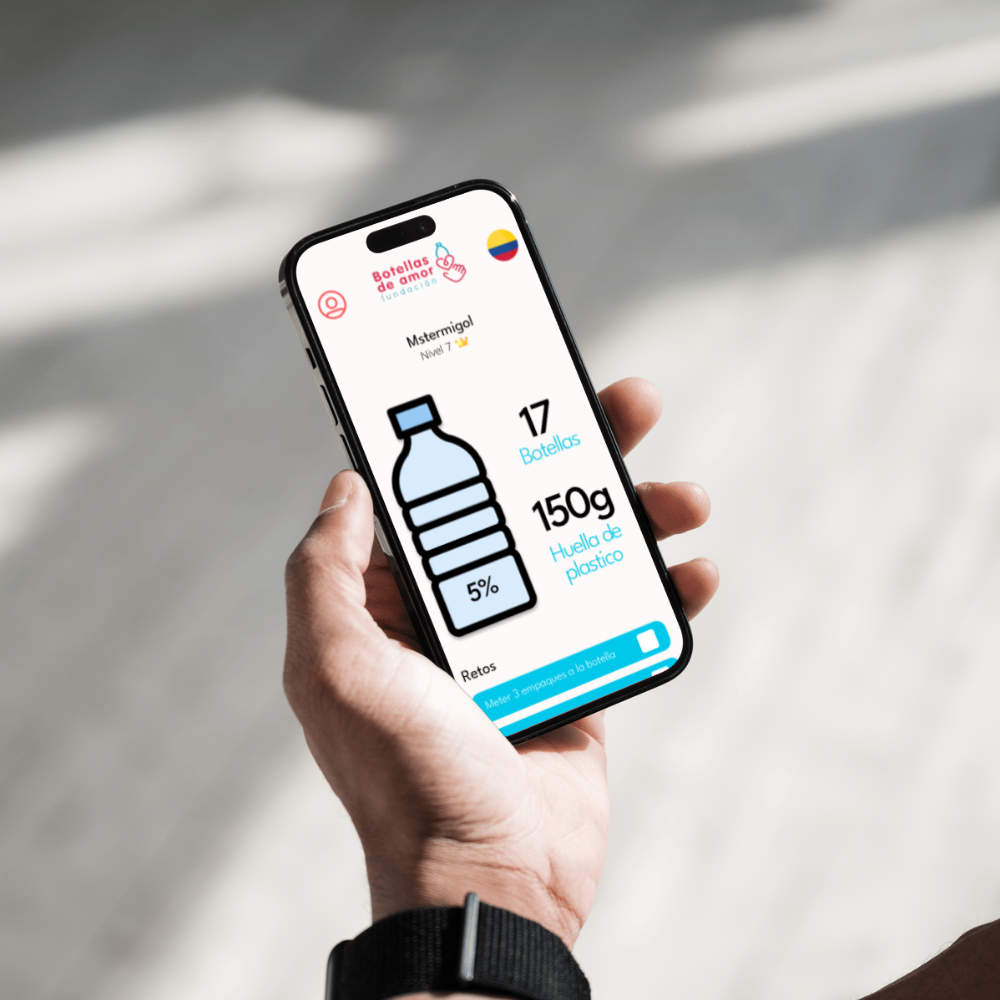 Botellas
de amor
fundación
Mstermigol
Nivel 7
17
Botellas
150g
Huella de
plastico
5%
Retos
Meter 3 empaques a la botella